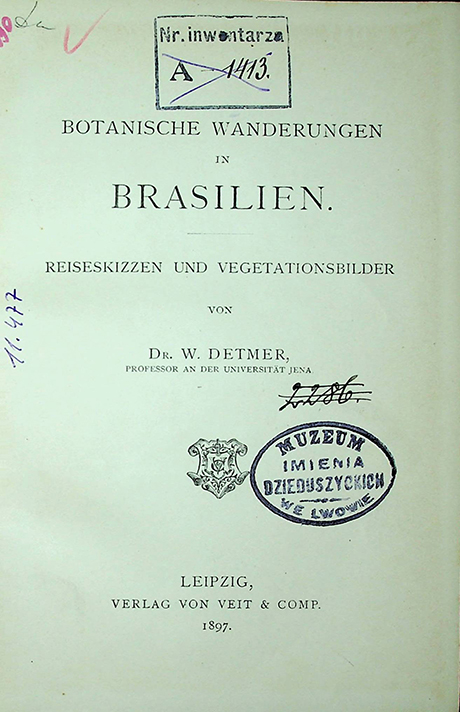 Nr. inwentarza
A 1413.
BOTANISCHE WANDERUNGEN
IN
BRASILIEN.
REISESKIZZEN UND VEGETATIONSBILDER
VON
DR. W. DETMER,
PROFESSOR AN DER UNIVERSITÄT JENA
11.477
2286.
MUZEUM
IMIENIA
DZIEDUSZYCKICH
WE LWOWIE
LEIPZIG,
VERLAG VON VEIT & COMP.
1897.